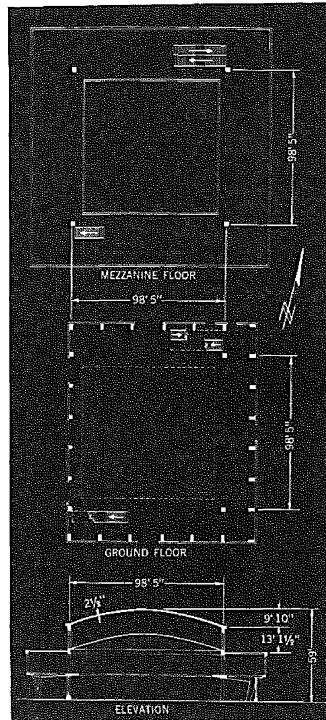 98' 5"
MEZZANINE FLOOR
98' 5"
N
98' 5"
GROUND FLOOR
98' 5"
2½"
9' 10"
13' 1½"
59'
ELEVATION